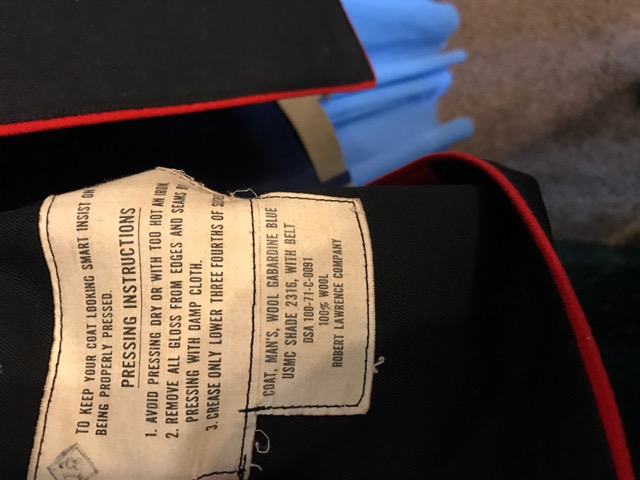 TO KEEP YOUR COAT LOOKING SMART INSIST ON
BEING PROPERLY PRESSED.
PRESSING INSTRUCTIONS
1. AVOID PRESSING DRY OR WITH TOO HOT AN IRON
2. REMOVE ALL GLOSS FROM EDGES AND SEAMS
PRESSING WITH DAMP CLOTH.
3. CREASE ONLY LOWER THREE FOURTHS OF
COAT, MAN'S, WOOL GABARDINE BLUE
USMC SHADE 2316, WITH BELT
DSA 100-71-C-0091
100% WOOL
ROBERT LAWRENCE COMPANY